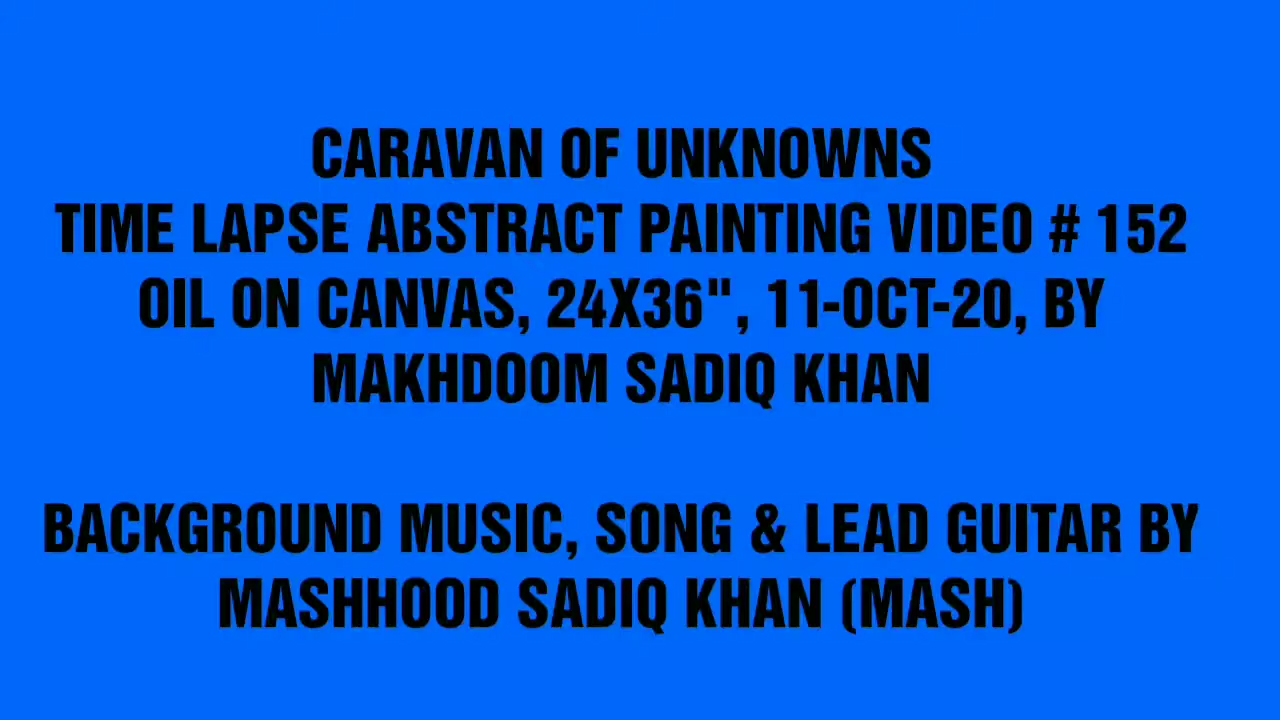 CARAVAN OF UNKNOWNS
TIME LAPSE ABSTRACT PAINTING VIDEO # 152
OIL ON CANVAS, 24X36", 11-OCT-20, BY
MAKHDOOM SADIQ KHAN
BACKGROUND MUSIC, SONG & LEAD GUITAR BY
MASHHOOD SADIQ KHAN (MASH)